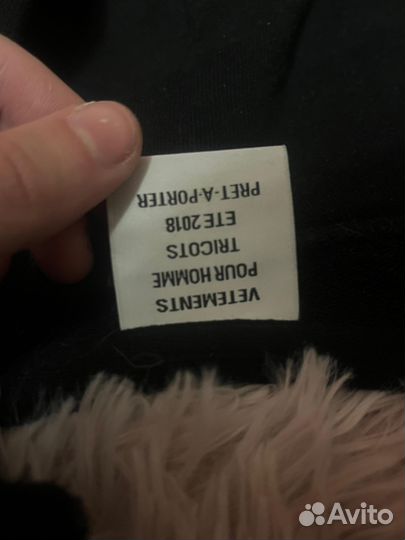 VETEMENTS
POUR HOMME
TRICOTS
ETE 2018
PRET-A-PORTER
Avito